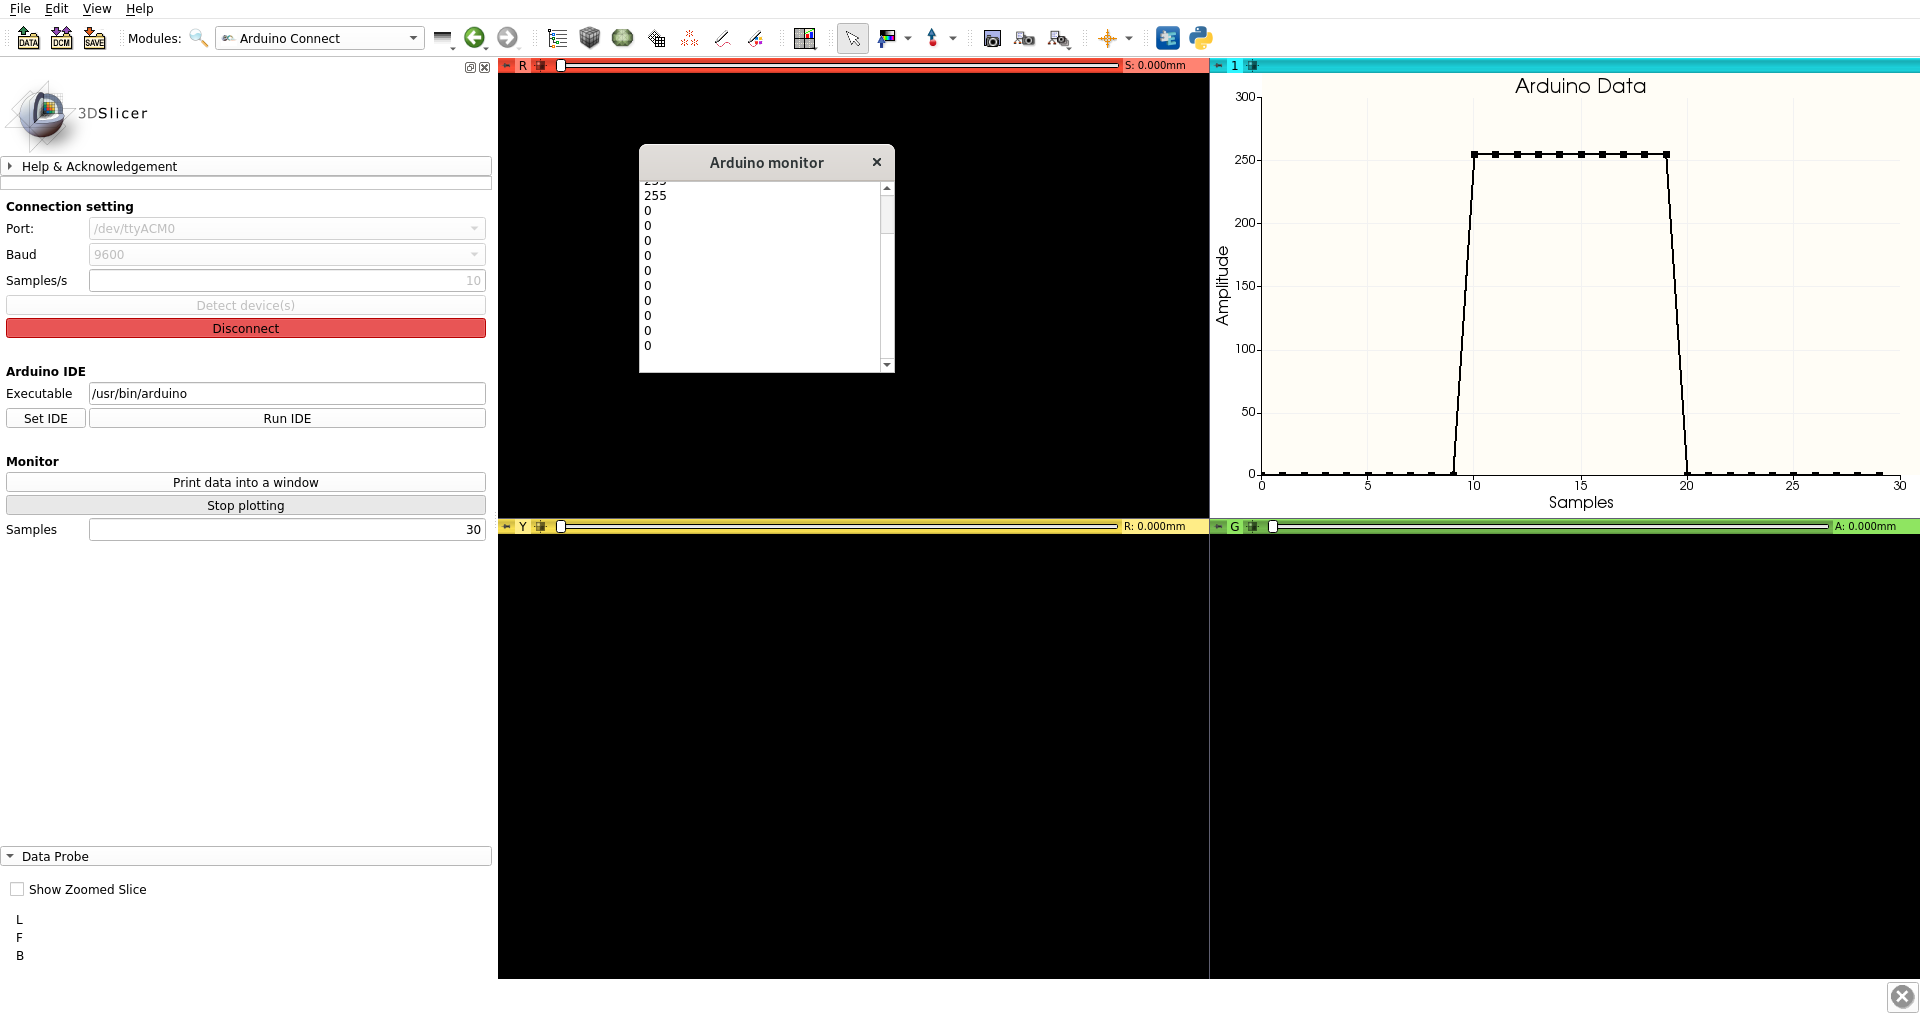 File Edit View Help
DATA DCM SAVE Modules: Arduino Connect
3DSlicer
Help & Acknowledgement
Connection setting
Port: /dev/ttyACM0
Baud 9600
Samples/s 10
Detect device(s)
Disconnect
Arduino IDE
Executable /usr/bin/arduino
Set IDE Run IDE
Monitor
Print data into a window
Stop plotting
Samples 30
Data Probe
Show Zoomed Slice
L
F
B
R S: 0.000mm
Arduino monitor
255
255
0
0
0
0
0
0
0
0
0
0
1
Arduino Data
300
250
200
150
100
50
0
Amplitude
0 5 10 15 20 25 30
Samples
Y R: 0.000mm
G A: 0.000mm